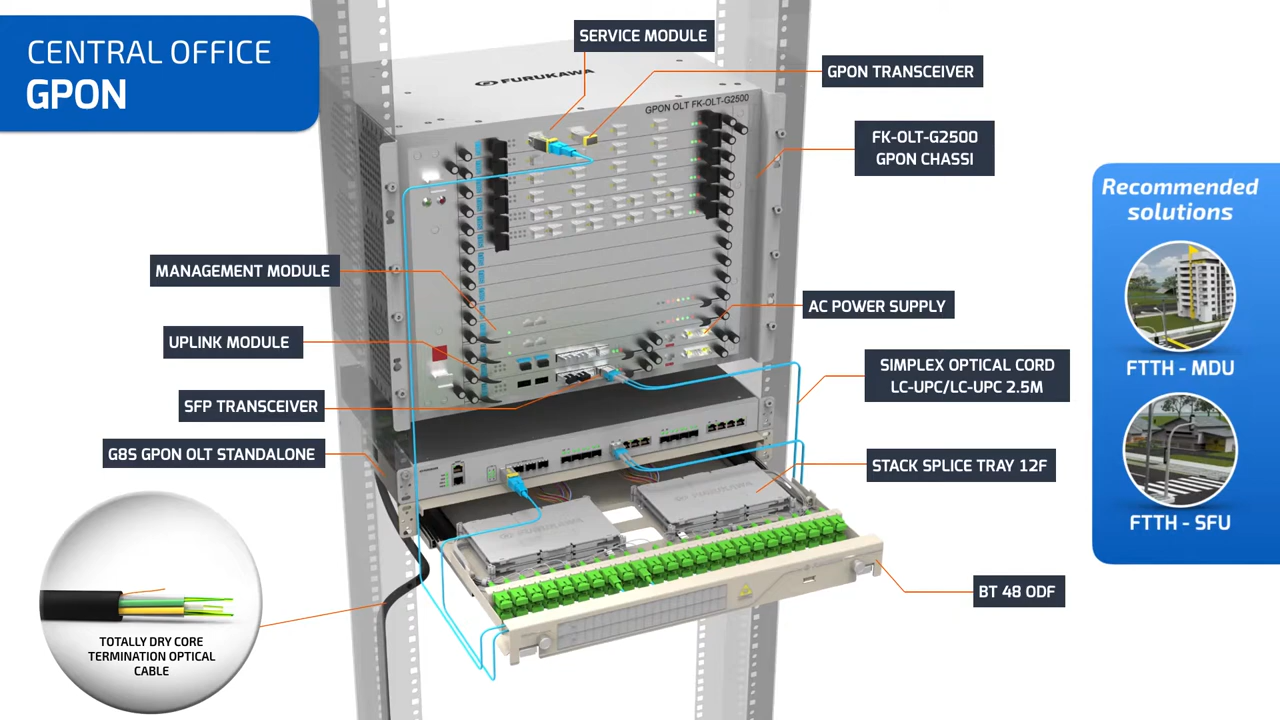 CENTRAL OFFICE
GPON
SERVICE MODULE
GPON TRANSCEIVER
FURUKAWA
GPON OLT FK-OLT-G2500
FK-OLT-G2500
GPON CHASSI
Recommended
solutions
MANAGEMENT MODULE
AC POWER SUPPLY
UPLINK MODULE
FTTH - MDU
SIMPLEX OPTICAL CORD
LC-UPC/LC-UPC 2.5M
SFP TRANSCEIVER
G8S GPON OLT STANDALONE
STACK SPLICE TRAY 12F
FURUKAWA
FURUKAWA
FTTH - SFU
BT 48 ODF
TOTALLY DRY CORE
TERMINATION OPTICAL
CABLE